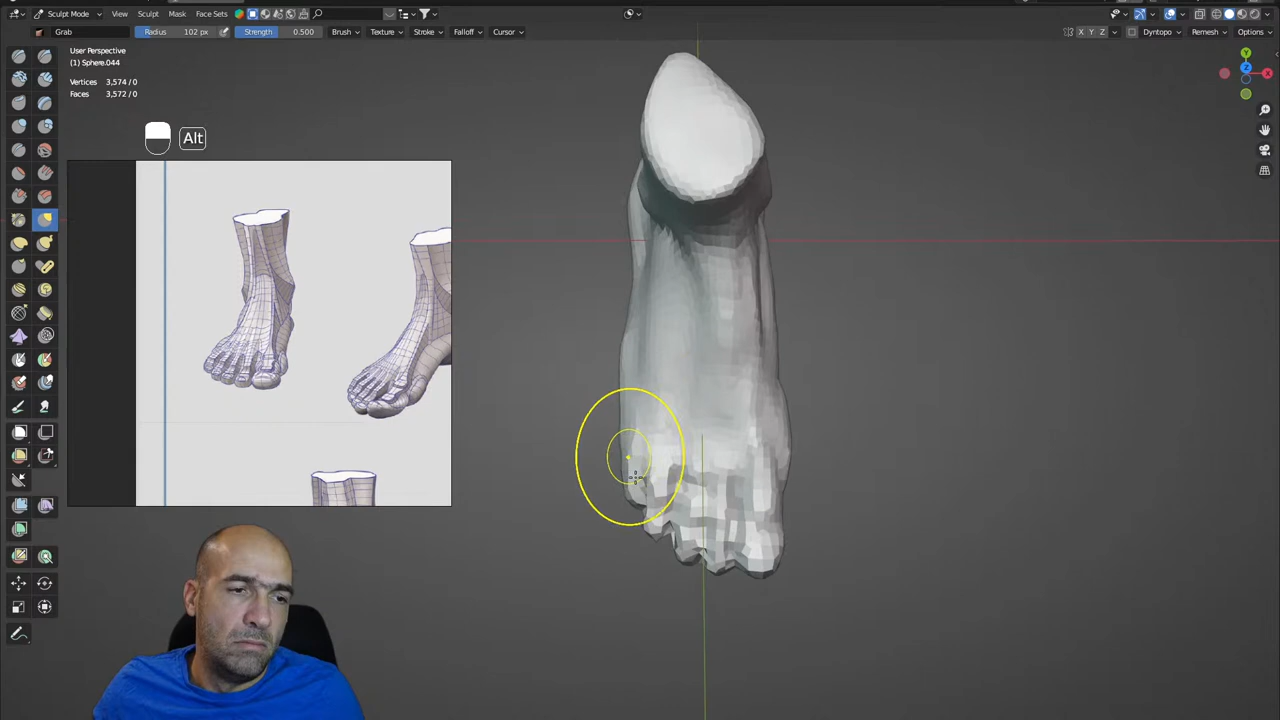 Sculpt Mode View Sculpt Mask Face Sets
Grab Radius 102 px Strength 0.500 Brush Texture Stroke Falloff Cursor X Y Z Dyntopo Remesh Options
User Perspective
(1) Sphere.044
Vertices 3,574 / 0
Faces 3,572 / 0
Alt
Y
Z
X